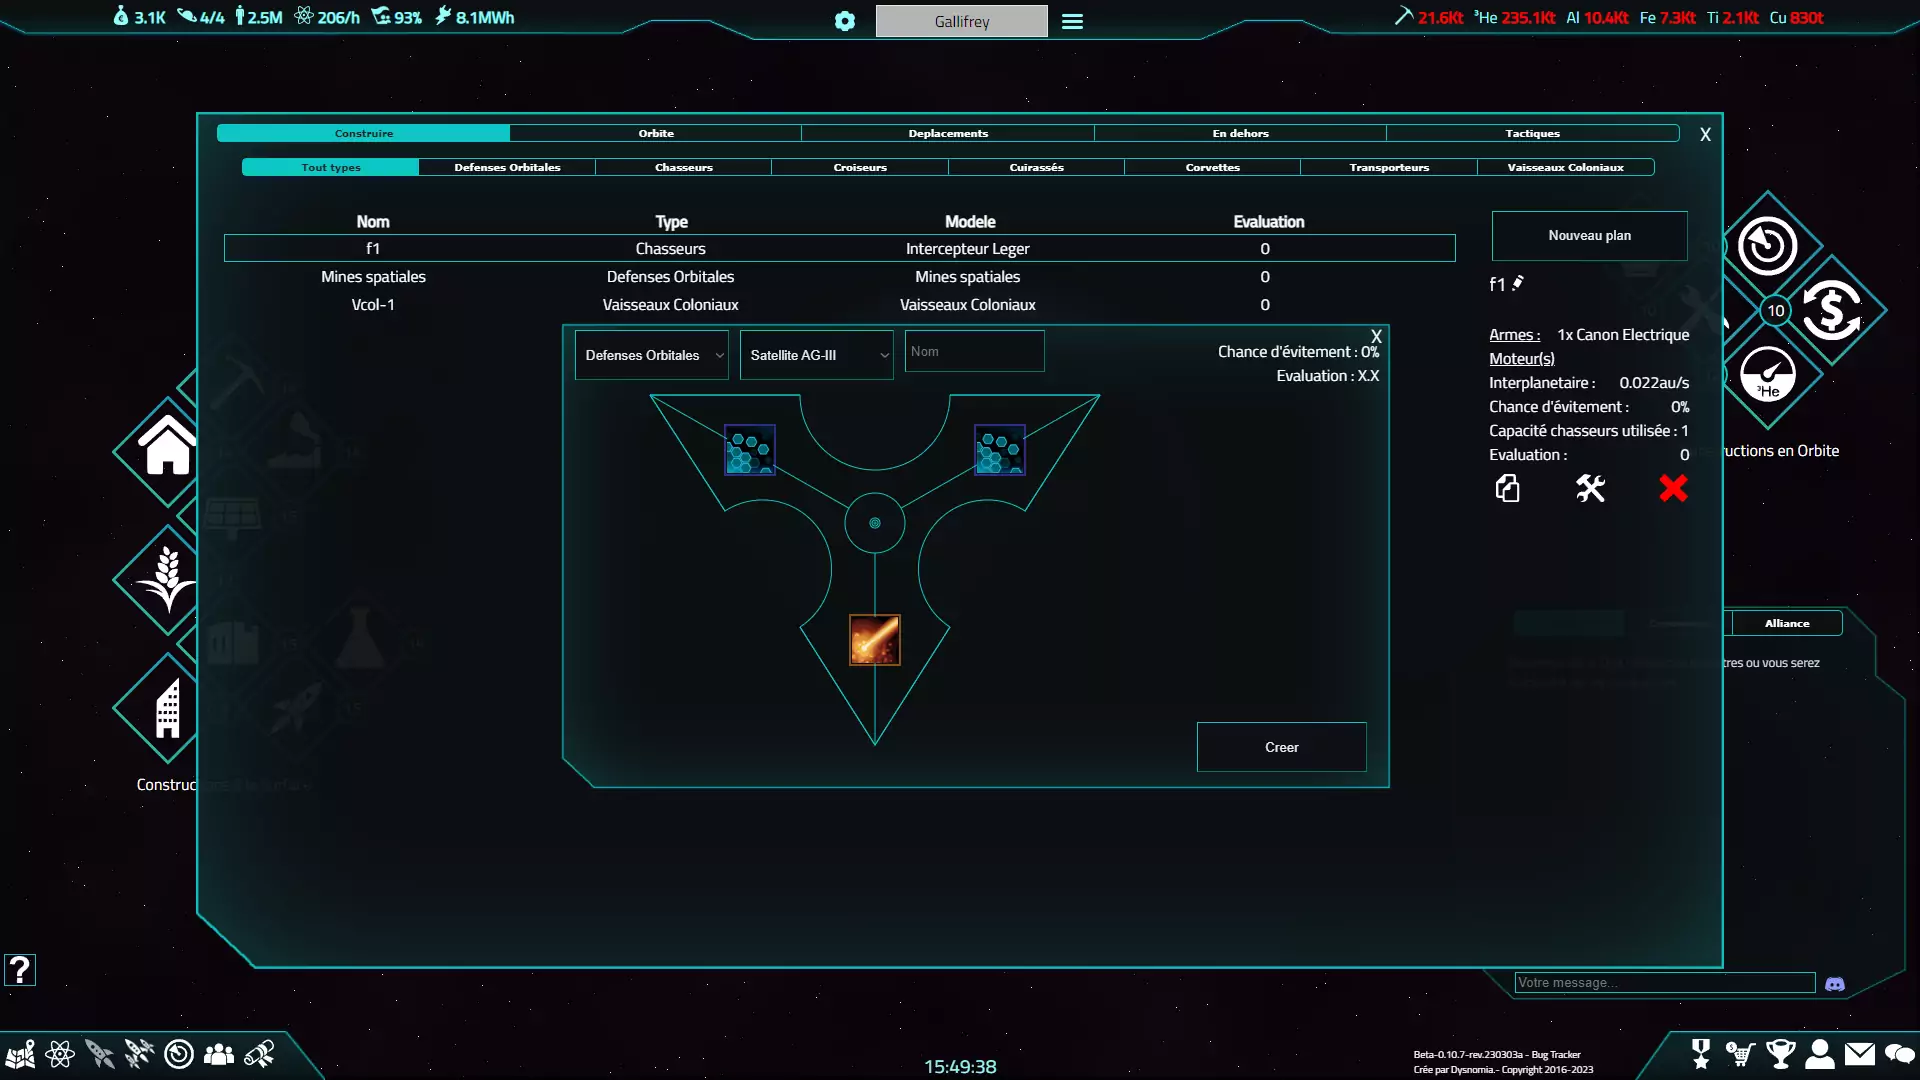 3.1K 4/4 2.5M 206/h 93% 8.1MWh
Gallifrey
21.6Kt ³He 235.1Kt Al 10.4Kt Fe 7.3Kt Ti 2.1Kt Cu 830t
Construire Orbite Deplacements En dehors Tactiques X
Tout types Defenses Orbitales Chasseurs Croiseurs Cuirassés Corvettes Transporteurs Vaisseaux Coloniaux
Nom Type Modele Evaluation
f1 Chasseurs Intercepteur Leger 0
Mines spatiales Defenses Orbitales Mines spatiales 0
Vcol-1 Vaisseaux Coloniaux Vaisseaux Coloniaux 0
Nouveau plan
f1
Armes : 1x Canon Electrique
Moteur(s)
Interplanetaire : 0.022au/s
Chance d'évitement : 0%
Capacité chasseurs utilisée : 1
Evaluation : 0
Defenses Orbitales Satellite AG-III Nom X
Chance d'évitement : 0%
Evaluation : X.X
Creer
10
³He
uctions en Orbite
Alliance
tres ou vous serez
Construc
?
Votre message...
15:49:38
Beta-0.10.7-rev.230303a - Bug Tracker
Crée par Dysnomia.- Copyright 2016-2023